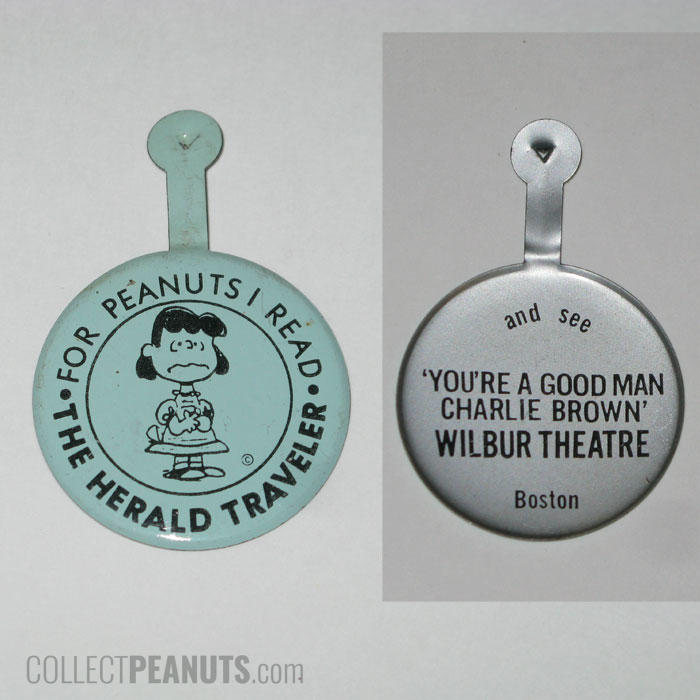 • FOR PEANUTS I READ •
THE HERALD TRAVELER
©
and see
'YOU'RE A GOOD MAN
CHARLIE BROWN'
WILBUR THEATRE
Boston
COLLECTPEANUTS.com